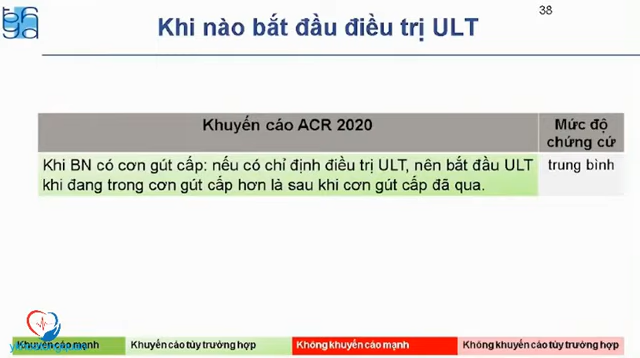 38
Khi nào bắt đầu điều trị ULT
Khuyến cáo ACR 2020
Mức độ
chứng cứ
Khi BN có cơn gút cấp: nếu có chỉ định điều trị ULT, nên bắt đầu ULT
khi đang trong cơn gút cấp hơn là sau khi cơn gút cấp đã qua.
trung bình
Khuyến cáo mạnh
Khuyến cáo tùy trường hợp
Không khuyến cáo mạnh
Không khuyến cáo tùy trường hợp